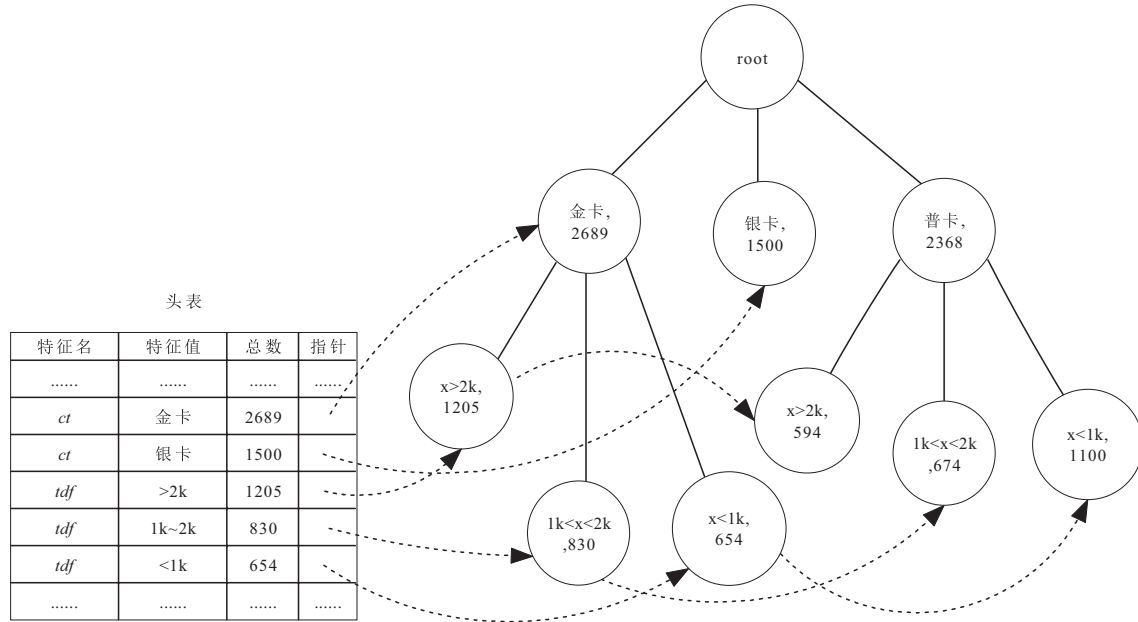 root
金卡,
2689
银卡,
1500
普卡,
2368
x>2k,
1205
1k<x<2k
,830
x<1k,
654
x>2k,
594
1k<x<2k
,674
x<1k,
1100
头表
特征名 特征值 总数 指针
...... ...... ...... ......
ct 金卡 2689
ct 银卡 1500
tdf >2k 1205
tdf 1k~2k 830
tdf <1k 654
...... ...... ...... ......